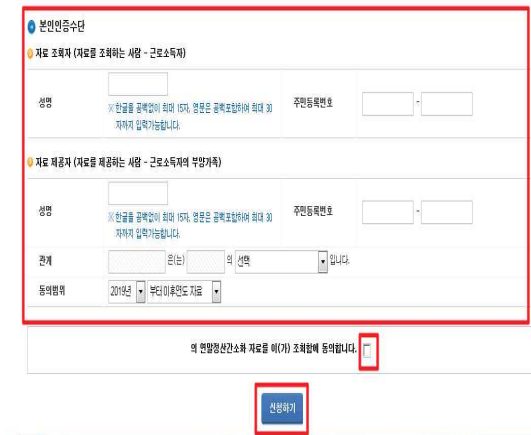 본인인증수단
자료 조회자 (자료를 조회하는 사람 - 근로소득자)
성명
※ 한글을 공백없이 최대 15자, 영문은 공백포함하여 최대 30
자까지 입력가능합니다.
주민등록번호
-
자료 제공자 (자료를 제공하는 사람 - 근로소득자의 부양가족)
성명
※ 한글을 공백없이 최대 15자, 영문은 공백포함하여 최대 30
자까지 입력가능합니다.
주민등록번호
-
관계 은(는) 의 선택 입니다.
동의범위 2019년 부터 이후연도 자료
의 연말정산간소화 자료를 이(가) 조회함에 동의합니다.
신청하기